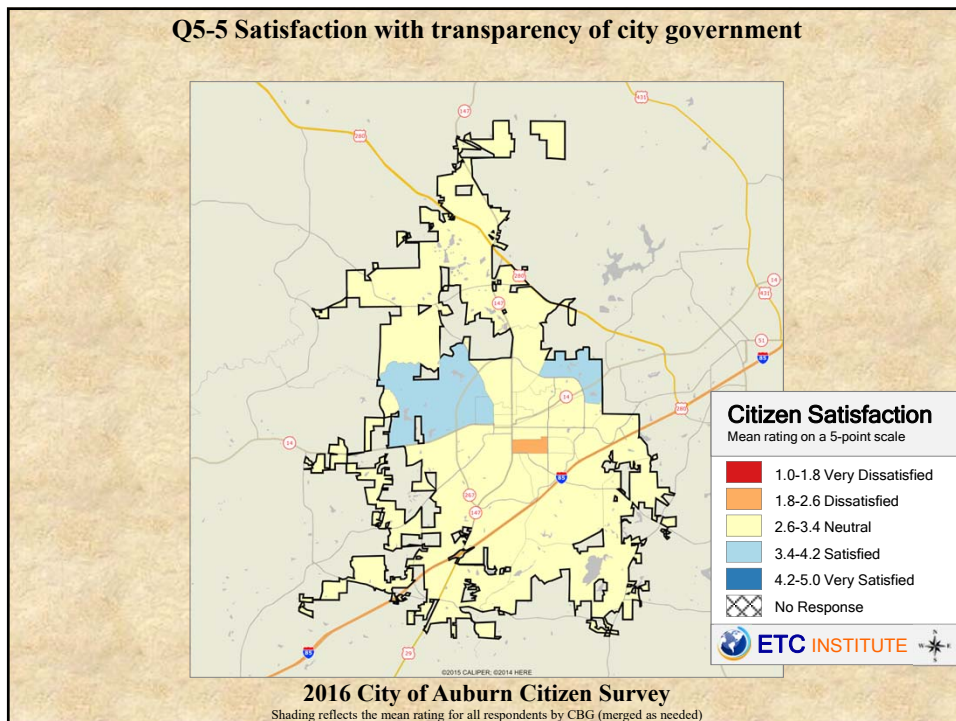 Q5-5 Satisfaction with transparency of city government
431
147
280
280
14
431
147
51
85
14
280
14
85
267
147
85
29
©2015 CALIPER; ©2014 HERE
Citizen Satisfaction
Mean rating on a 5-point scale
1.0-1.8 Very Dissatisfied
1.8-2.6 Dissatisfied
2.6-3.4 Neutral
3.4-4.2 Satisfied
4.2-5.0 Very Satisfied
No Response
ETC INSTITUTE
N
W E
S
2016 City of Auburn Citizen Survey
Shading reflects the mean rating for all respondents by CBG (merged as needed)